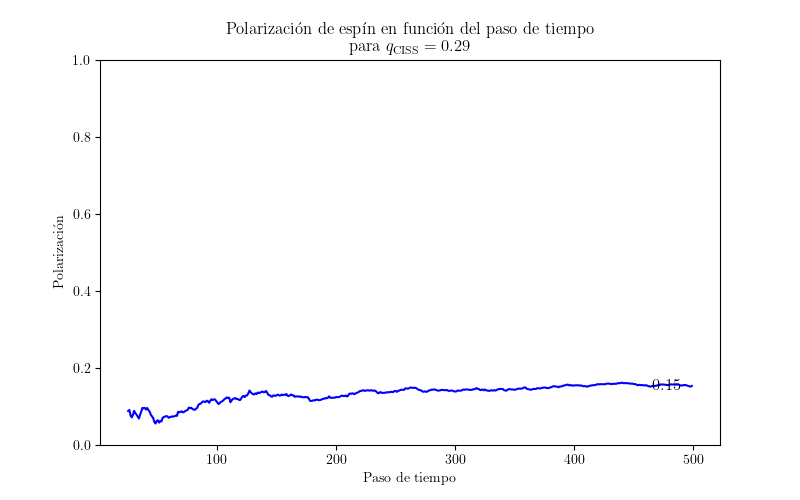 Polarización de espín en función del paso de tiempo
para q_CISS = 0.29
1.0
0.8
0.6
0.4
0.2
0.0
Polarización
0.15
100 200 300 400 500
Paso de tiempo